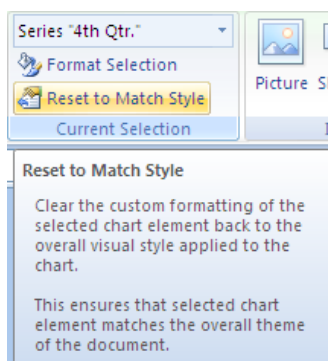 Series "4th Qtr."
Format Selection
Reset to Match Style
Current Selection
Picture
Reset to Match Style
Clear the custom formatting of the
selected chart element back to the
overall visual style applied to the
chart.
This ensures that selected chart
element matches the overall theme
of the document.